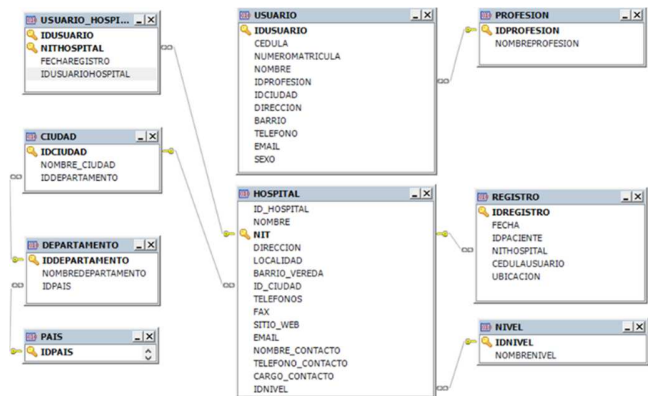 USUARIO_HOSPI...
IDUSUARIO
NITHOSPITAL
FECHAREGISTRO
IDUSUARIOHOSPITAL
USUARIO
IDUSUARIO
CEDULA
NUMEROMATRICULA
NOMBRE
IDPROFESION
IDCIUDAD
DIRECCION
BARRIO
TELEFONO
EMAIL
SEXO
PROFESION
IDPROFESION
NOMBREPROFESION
CIUDAD
IDCIUDAD
NOMBRE_CIUDAD
IDDEPARTAMENTO
HOSPITAL
ID_HOSPITAL
NOMBRE
NIT
DIRECCION
LOCALIDAD
BARRIO_VEREDA
ID_CIUDAD
TELEFONOS
FAX
SITIO_WEB
EMAIL
NOMBRE_CONTACTO
TELEFONO_CONTACTO
CARGO_CONTACTO
IDNIVEL
REGISTRO
IDREGISTRO
FECHA
IDPACIENTE
NITHOSPITAL
CEDULAUSUARIO
UBICACION
DEPARTAMENTO
IDDEPARTAMENTO
NOMBREDEPARTAMENTO
IDPAIS
PAIS
IDPAIS
NIVEL
IDNIVEL
NOMBRENIVEL